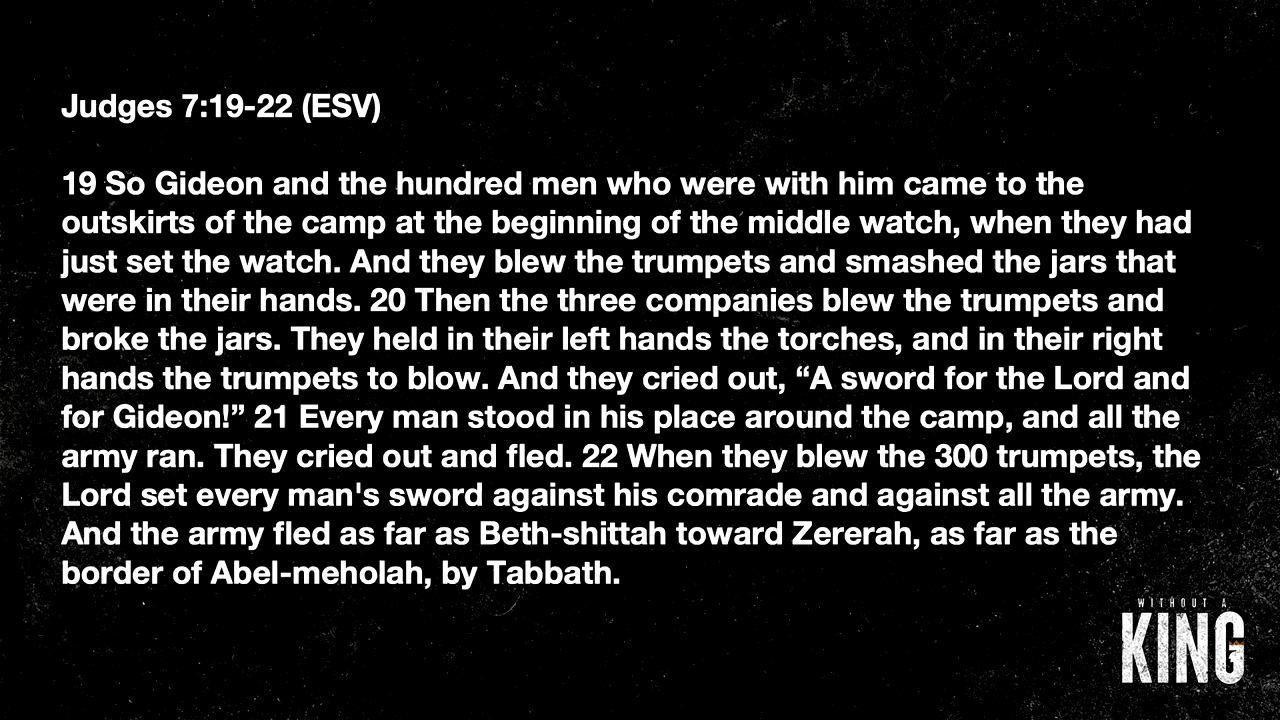 Judges 7:19-22 (ESV)
19 So Gideon and the hundred men who were with him came to the
outskirts of the camp at the beginning of the middle watch, when they had
just set the watch. And they blew the trumpets and smashed the jars that
were in their hands. 20 Then the three companies blew the trumpets and
broke the jars. They held in their left hands the torches, and in their right
hands the trumpets to blow. And they cried out, “A sword for the Lord and
for Gideon!” 21 Every man stood in his place around the camp, and all the
army ran. They cried out and fled. 22 When they blew the 300 trumpets, the
Lord set every man's sword against his comrade and against all the army.
And the army fled as far as Beth-shittah toward Zererah, as far as the
border of Abel-meholah, by Tabbath.
WITHOUT A
KING